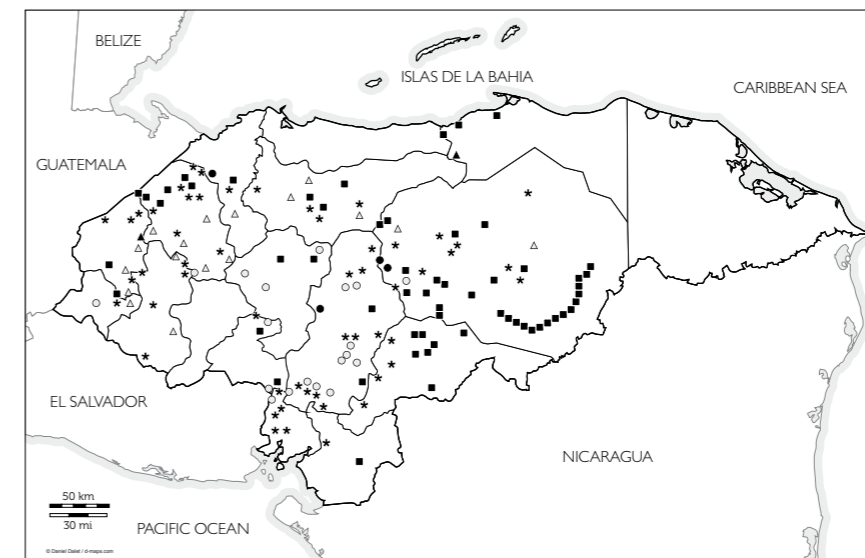 BELIZE
ISLAS DE LA BAHIA
CARIBBEAN SEA
GUATEMALA
EL SALVADOR
NICARAGUA
50 km
30 mi
PACIFIC OCEAN
© Daniel Dalet / d-maps.com